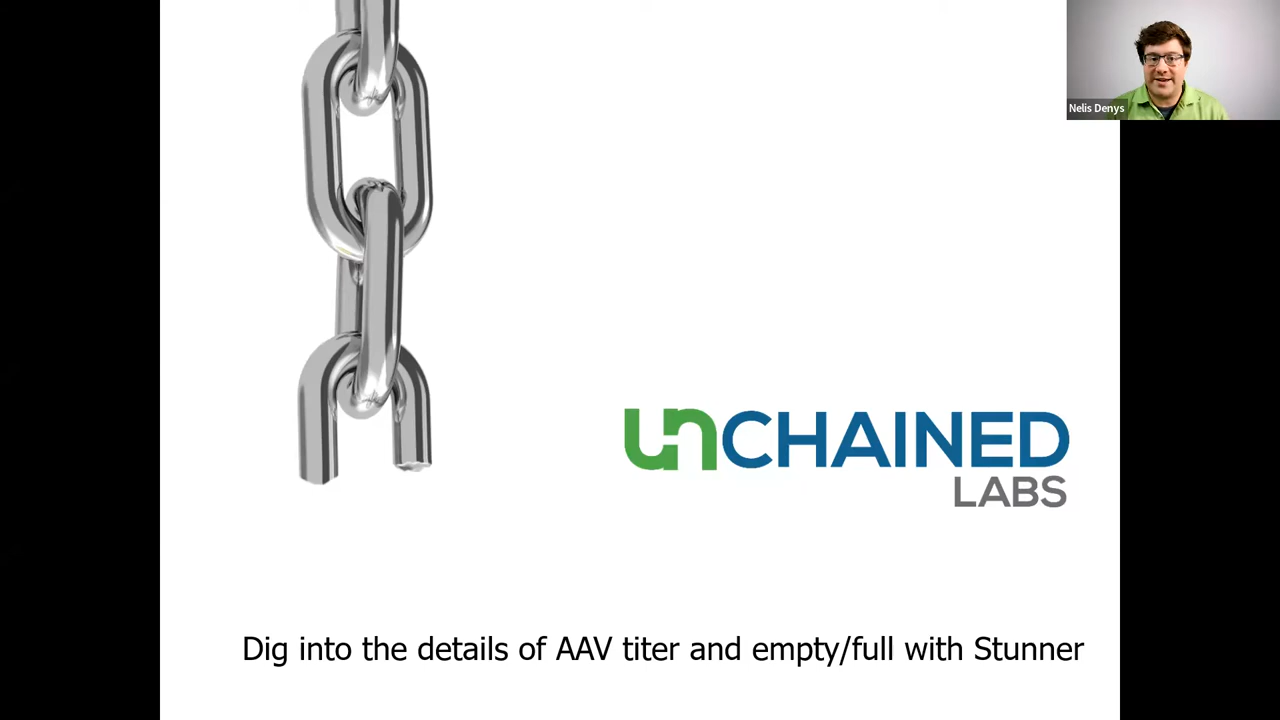 Nelis Denys
UNCHAINED
LABS
Dig into the details of AAV titer and empty/full with Stunner